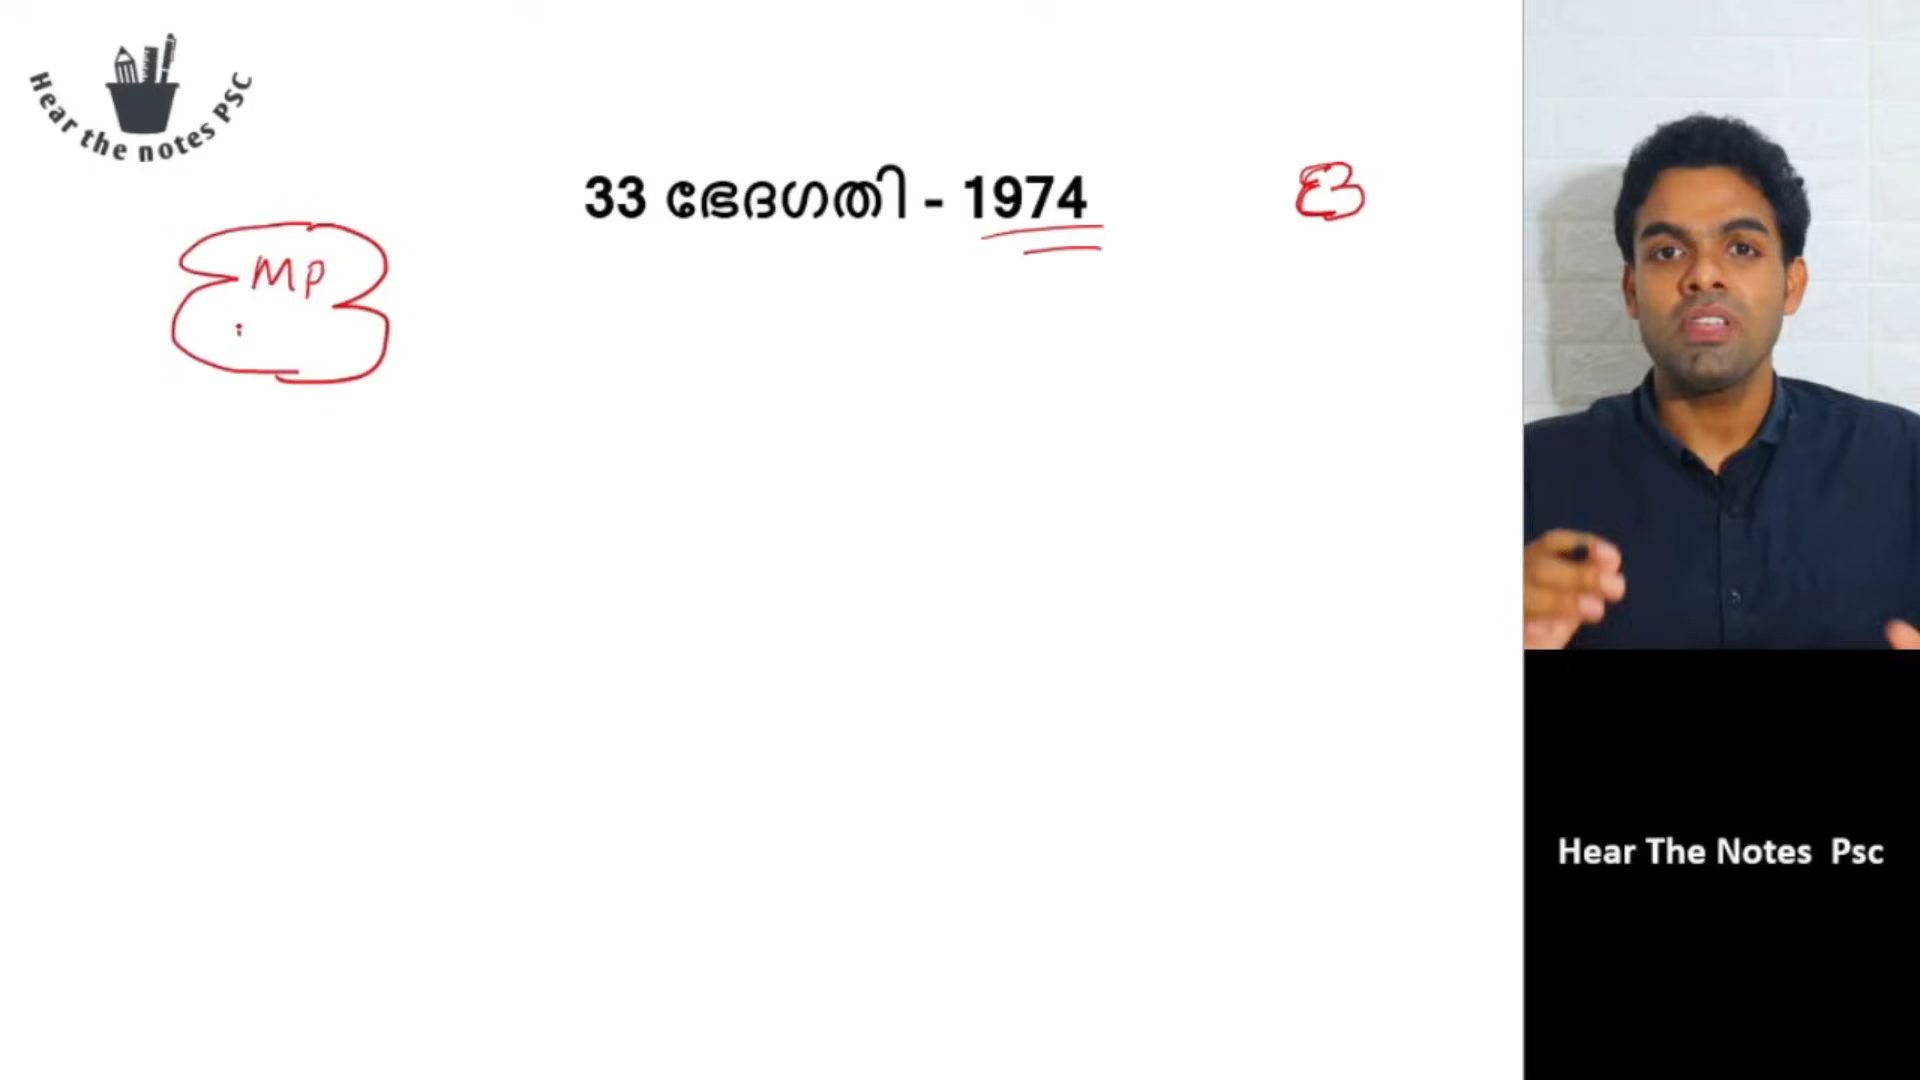 Hear the notes PSC
33 ഭേദഗതി - 1974
MP
Hear The Notes Psc